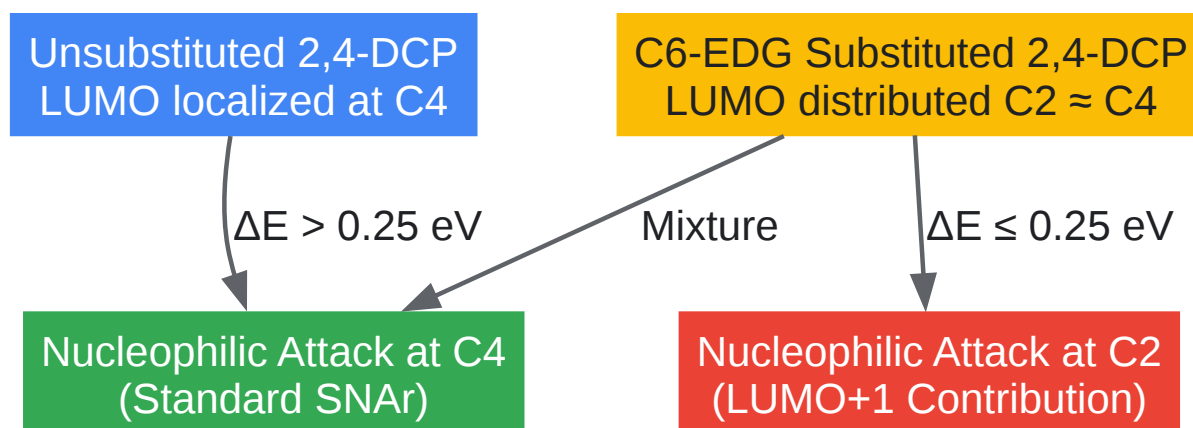 Unsubstituted 2,4-DCP
LUMO localized at C4
C6-EDG Substituted 2,4-DCP
LUMO distributed C2 ≈ C4
ΔE > 0.25 eV
Mixture
ΔE ≤ 0.25 eV
Nucleophilic Attack at C4
(Standard SNAr)
Nucleophilic Attack at C2
(LUMO+1 Contribution)